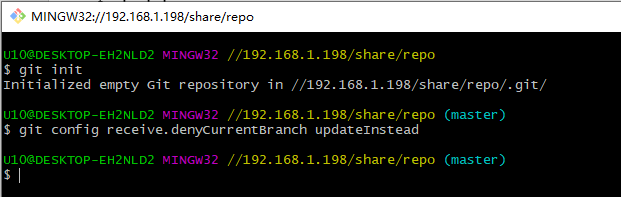 MINGW32://192.168.1.198/share/repo
U10@DESKTOP-EH2NLD2 MINGW32 //192.168.1.198/share/repo
$ git init
Initialized empty Git repository in //192.168.1.198/share/repo/.git/
U10@DESKTOP-EH2NLD2 MINGW32 //192.168.1.198/share/repo (master)
$ git config receive.denyCurrentBranch updateInstead
U10@DESKTOP-EH2NLD2 MINGW32 //192.168.1.198/share/repo (master)
$